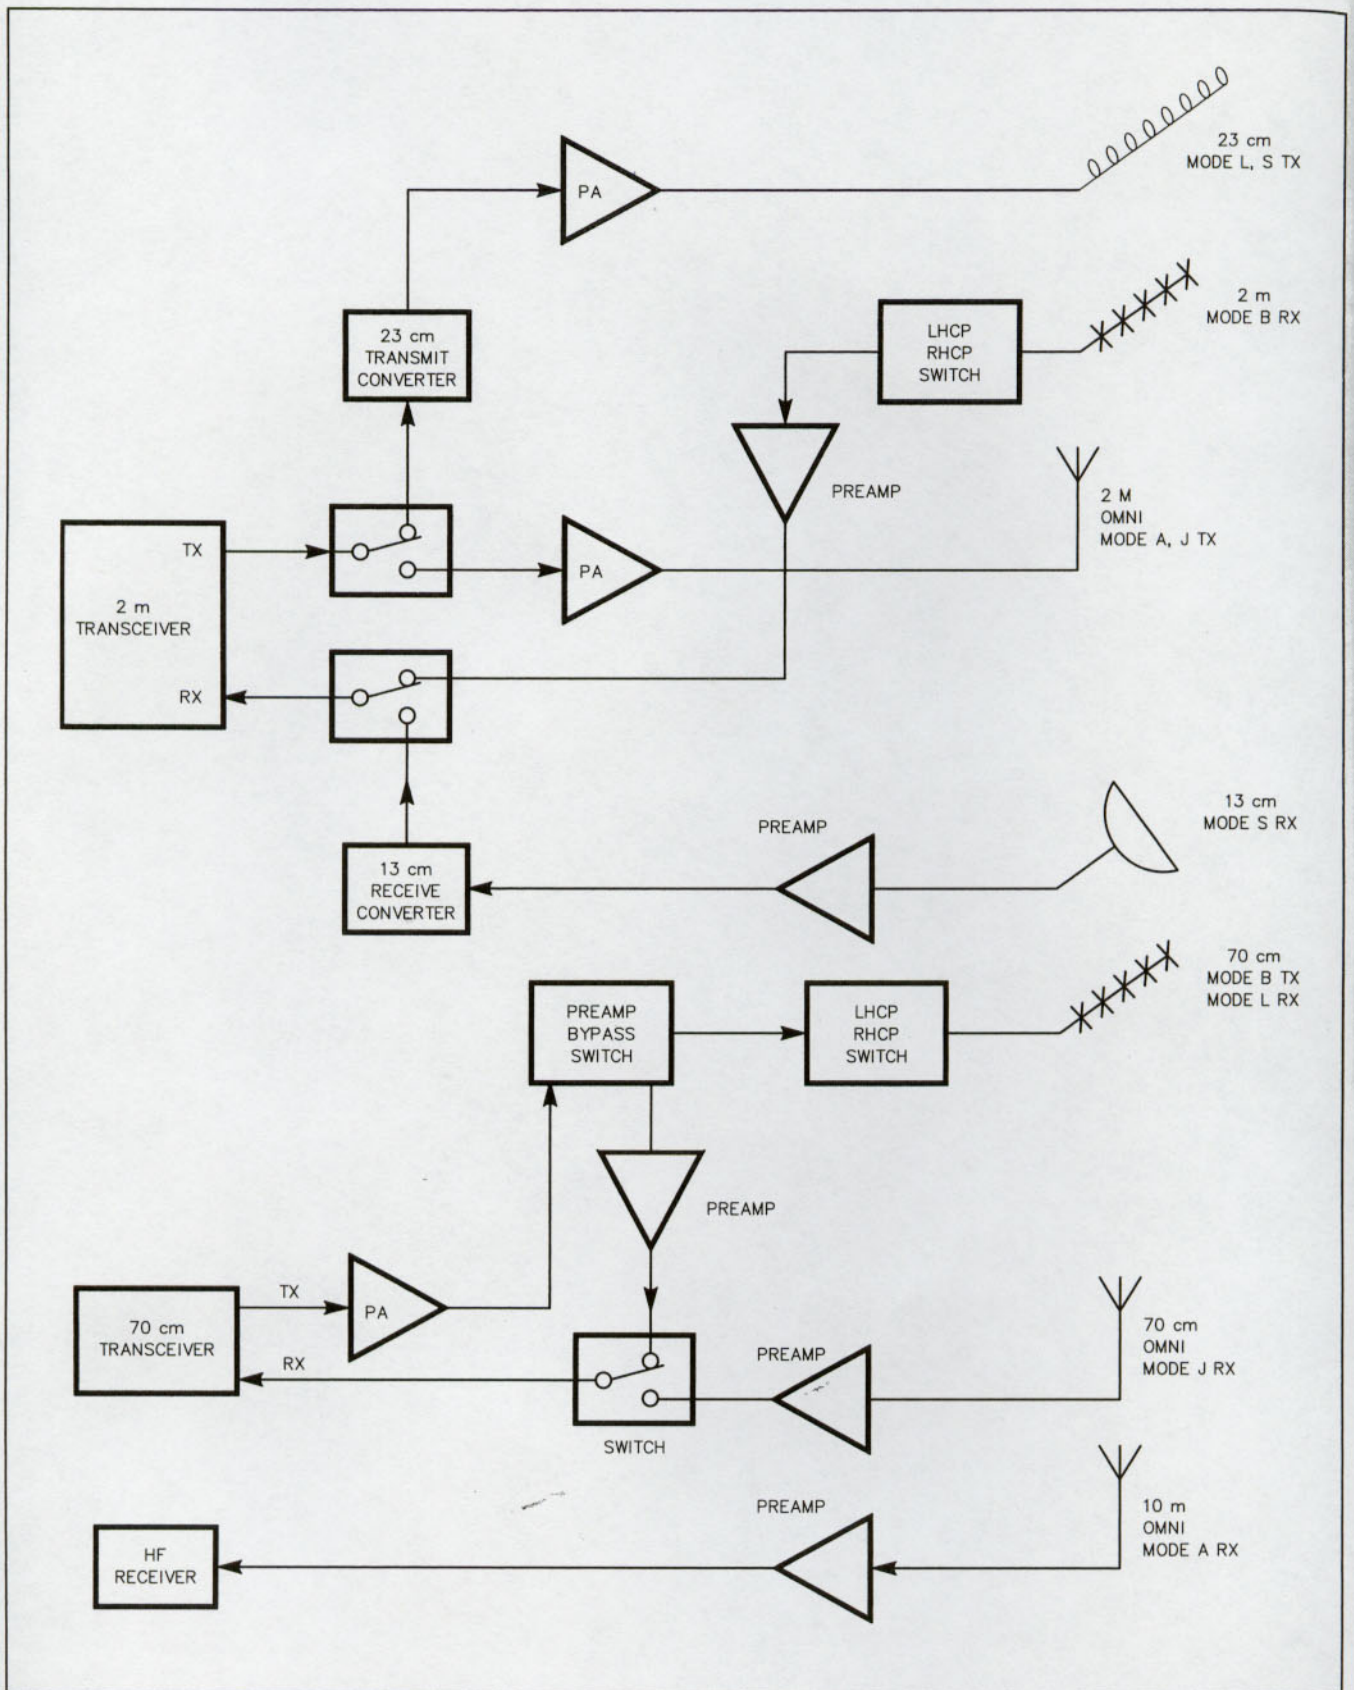 23 cm
MODE L, S TX
PA
2 m
MODE B RX
LHCP
RHCP
SWITCH
23 cm
TRANSMIT
CONVERTER
PREAMP
2 M
OMNI
MODE A, J TX
TX
PA
2 m
TRANSCEIVER
RX
13 cm
MODE S RX
PREAMP
13 cm
RECEIVE
CONVERTER
70 cm
MODE B TX
MODE L RX
PREAMP
BYPASS
SWITCH
LHCP
RHCP
SWITCH
PREAMP
TX
PA
70 cm
TRANSCEIVER
RX
PREAMP
70 cm
OMNI
MODE J RX
SWITCH
PREAMP
10 m
OMNI
MODE A RX
HF
RECEIVER